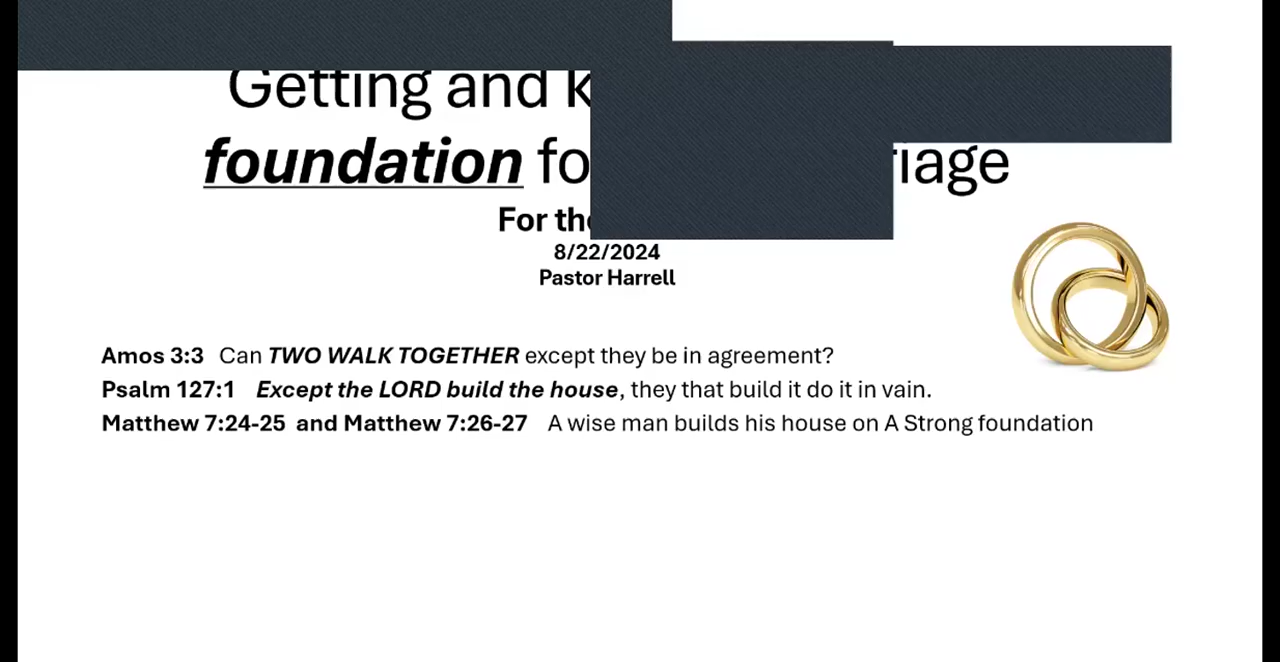 Getting and
foundation fo riage
For the
8/22/2024
Pastor Harrell
Amos 3:3 Can TWO WALK TOGETHER except they be in agreement?
Psalm 127:1 Except the LORD build the house, they that build it do it in vain.
Matthew 7:24-25 and Matthew 7:26-27 A wise man builds his house on A Strong foundation